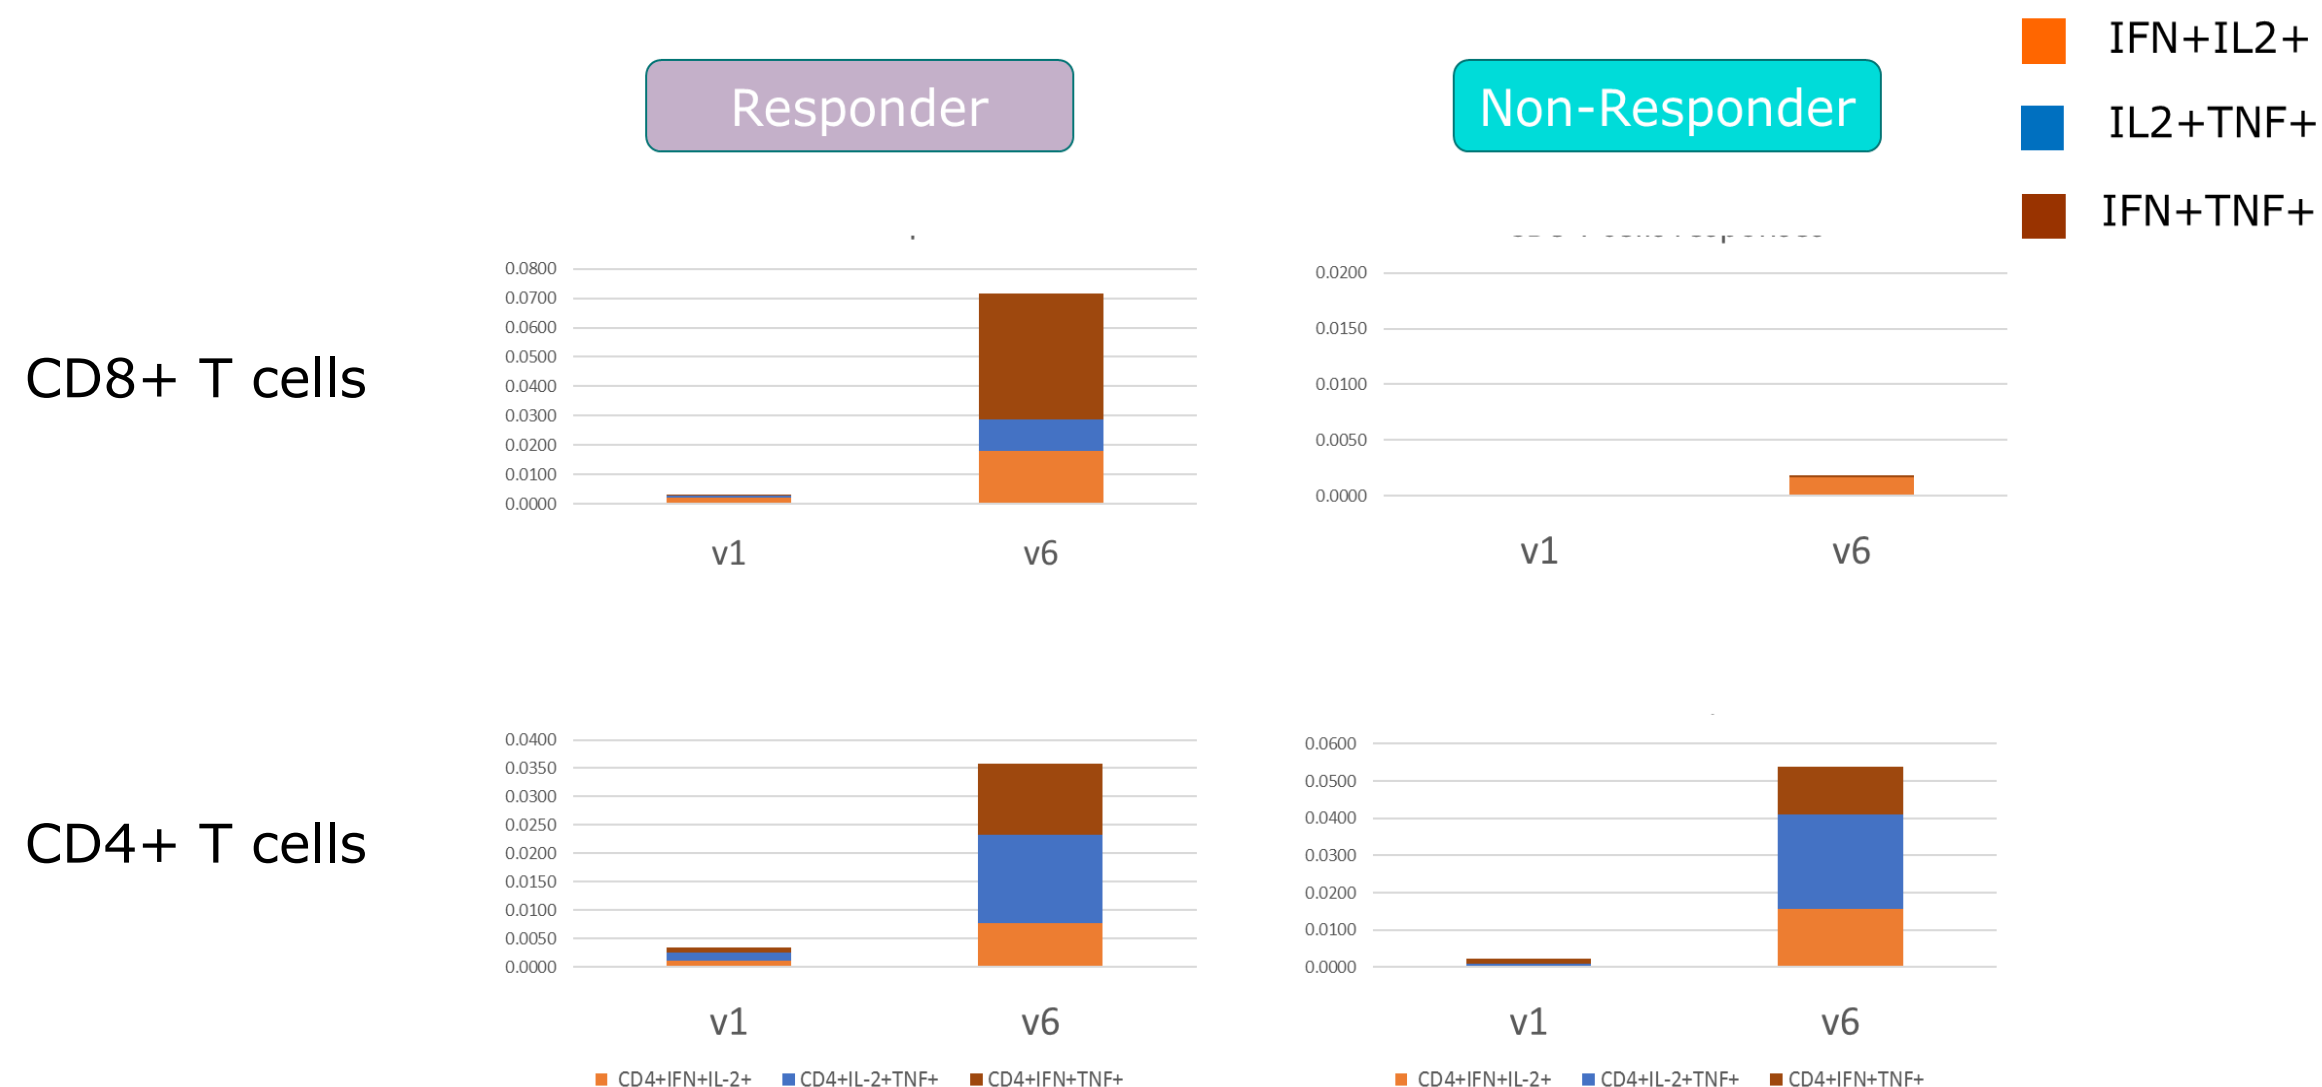 IFN+IL2+
IL2+TNF+
IFN+TNF+
Responder
Non-Responder
CD8+ T cells
0.0800
0.0700
0.0600
0.0500
0.0400
0.0300
0.0200
0.0100
0.0000
v1 v6
0.0200
0.0150
0.0100
0.0050
0.0000
v1 v6
CD4+ T cells
0.0400
0.0350
0.0300
0.0250
0.0200
0.0150
0.0100
0.0050
0.0000
v1 v6
CD4+IFN+IL-2+ CD4+IL-2+TNF+ CD4+IFN+TNF+
0.0600
0.0500
0.0400
0.0300
0.0200
0.0100
0.0000
v1 v6
CD4+IFN+IL-2+ CD4+IL-2+TNF+ CD4+IFN+TNF+